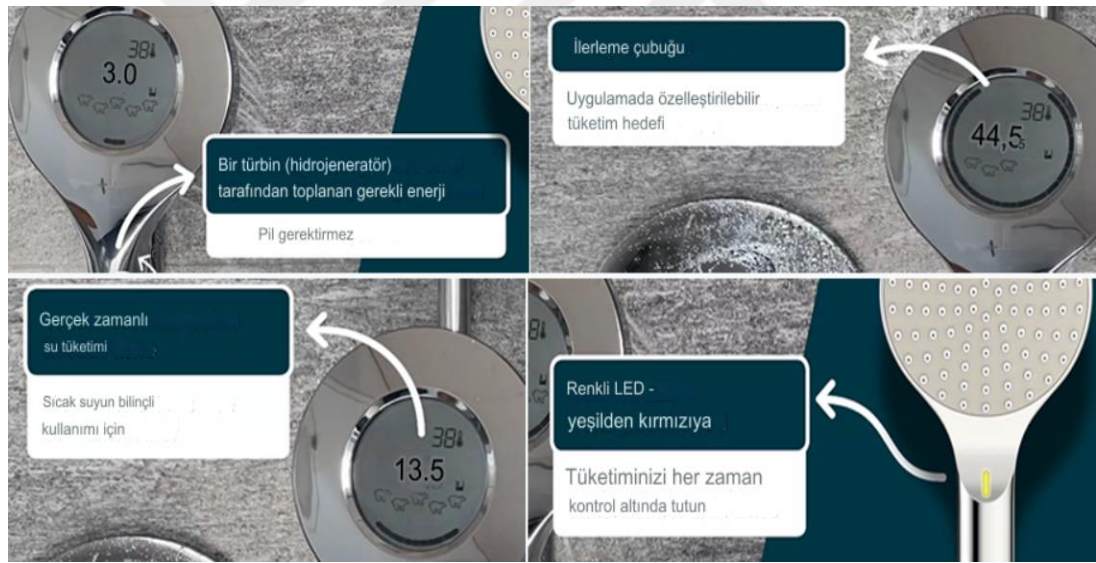 38
3.0
Bir türbin (hidrojeneratör)
tarafından toplanan gerekli enerji
Pil gerektirmez
İlerleme çubuğu
Uygulamada özelleştirilebilir
tüketim hedefi
38
44,5
Gerçek zamanlı
su tüketimi
Sıcak suyun bilinçli
kullanımı için
38
13.5
Renkli LED -
yeşilden kırmızıya
Tüketiminizi her zaman
kontrol altında tutun